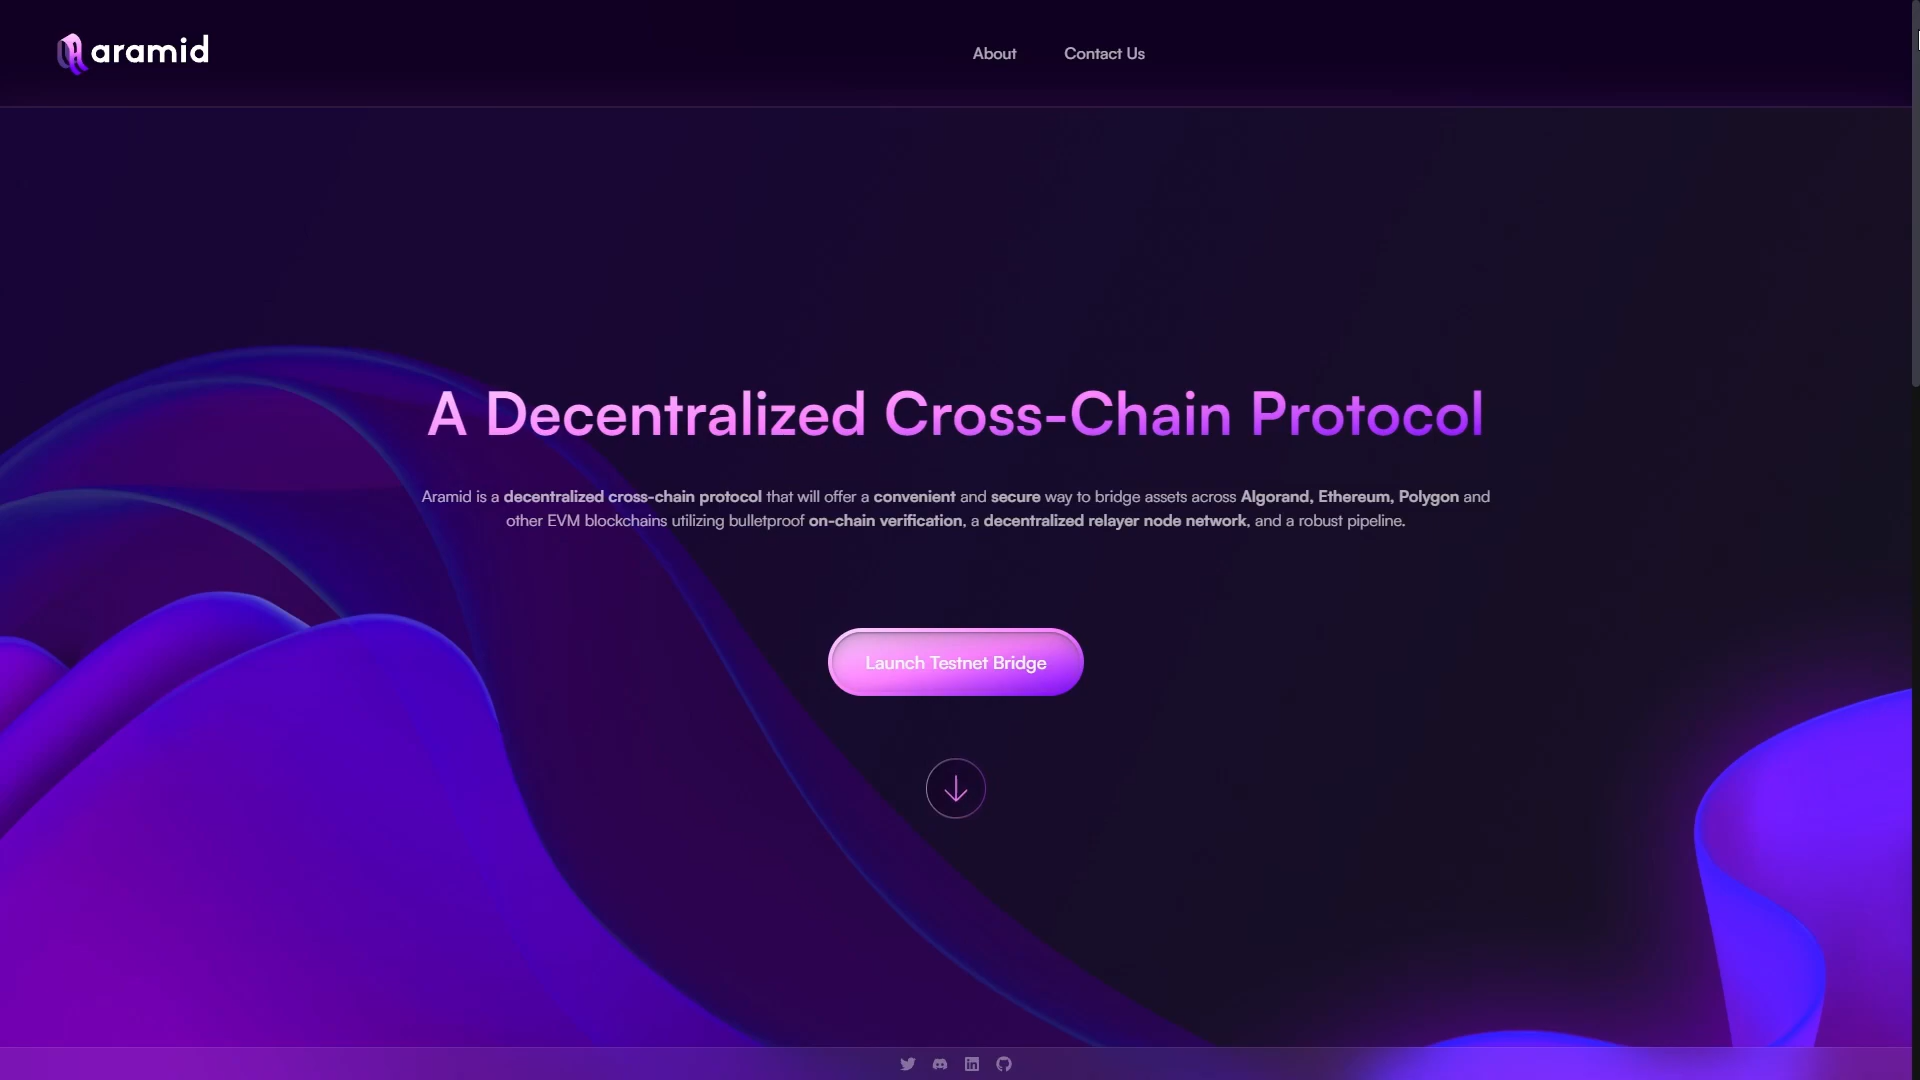 aramid
About
Contact Us
A Decentralized Cross-Chain Protocol
Aramid is a decentralized cross-chain protocol that will offer a convenient and secure way to bridge assets across Algorand, Ethereum, Polygon and
other EVM blockchains utilizing bulletproof on-chain verification, a decentralized relayer node network, and a robust pipeline.
Launch Testnet Bridge